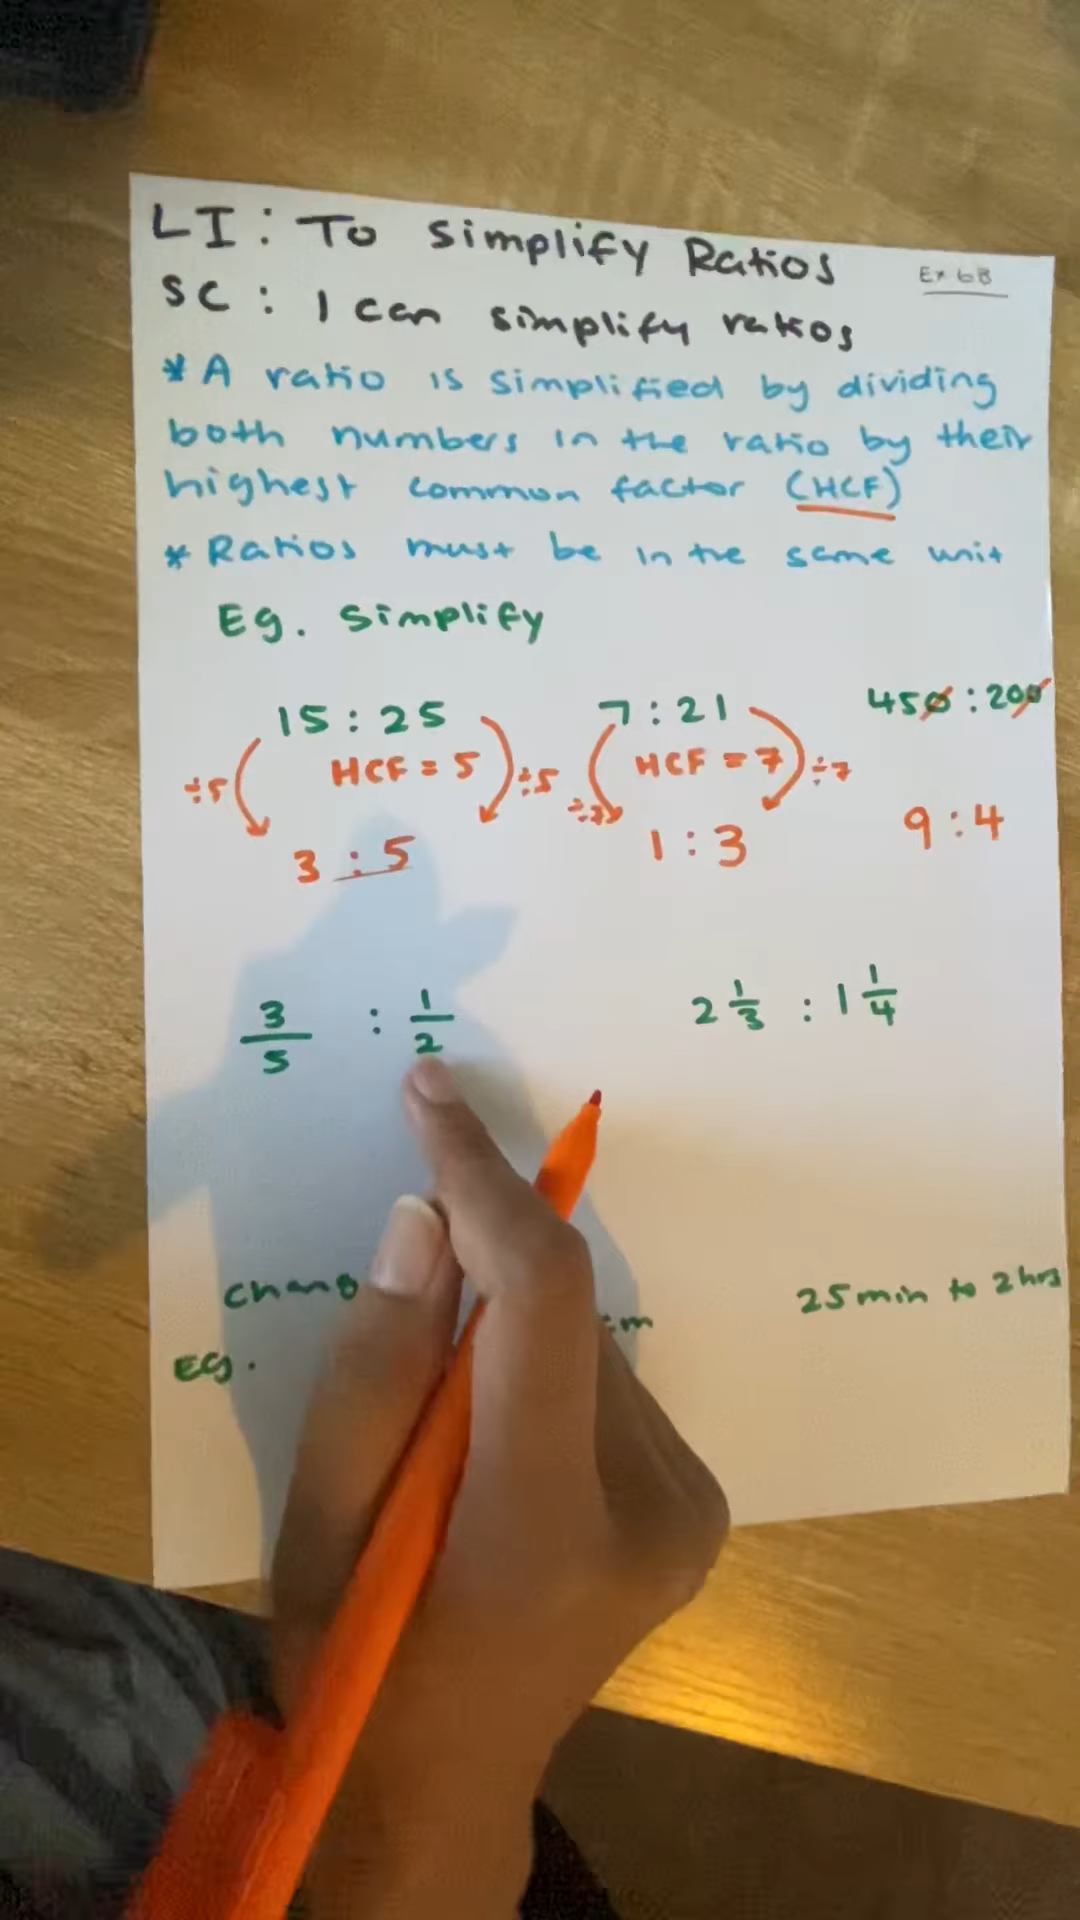 LI: To simplify Ratios
Ex 6B
SC: I can simplify ratios
* A ratio is simplified by dividing
both numbers in the ratio by their
highest common factor (HCF)
* Ratios must be in the same unit
Eg. Simplify
15 : 25 7 : 21 450 : 200
÷5 HCF = 5 ÷5 ÷7 HCF = 7 ÷7
3 : 5 1 : 3 9 : 4
3/5 : 1/2 2 1/3 : 1 1/4
25 min to 2 hrs
EG.